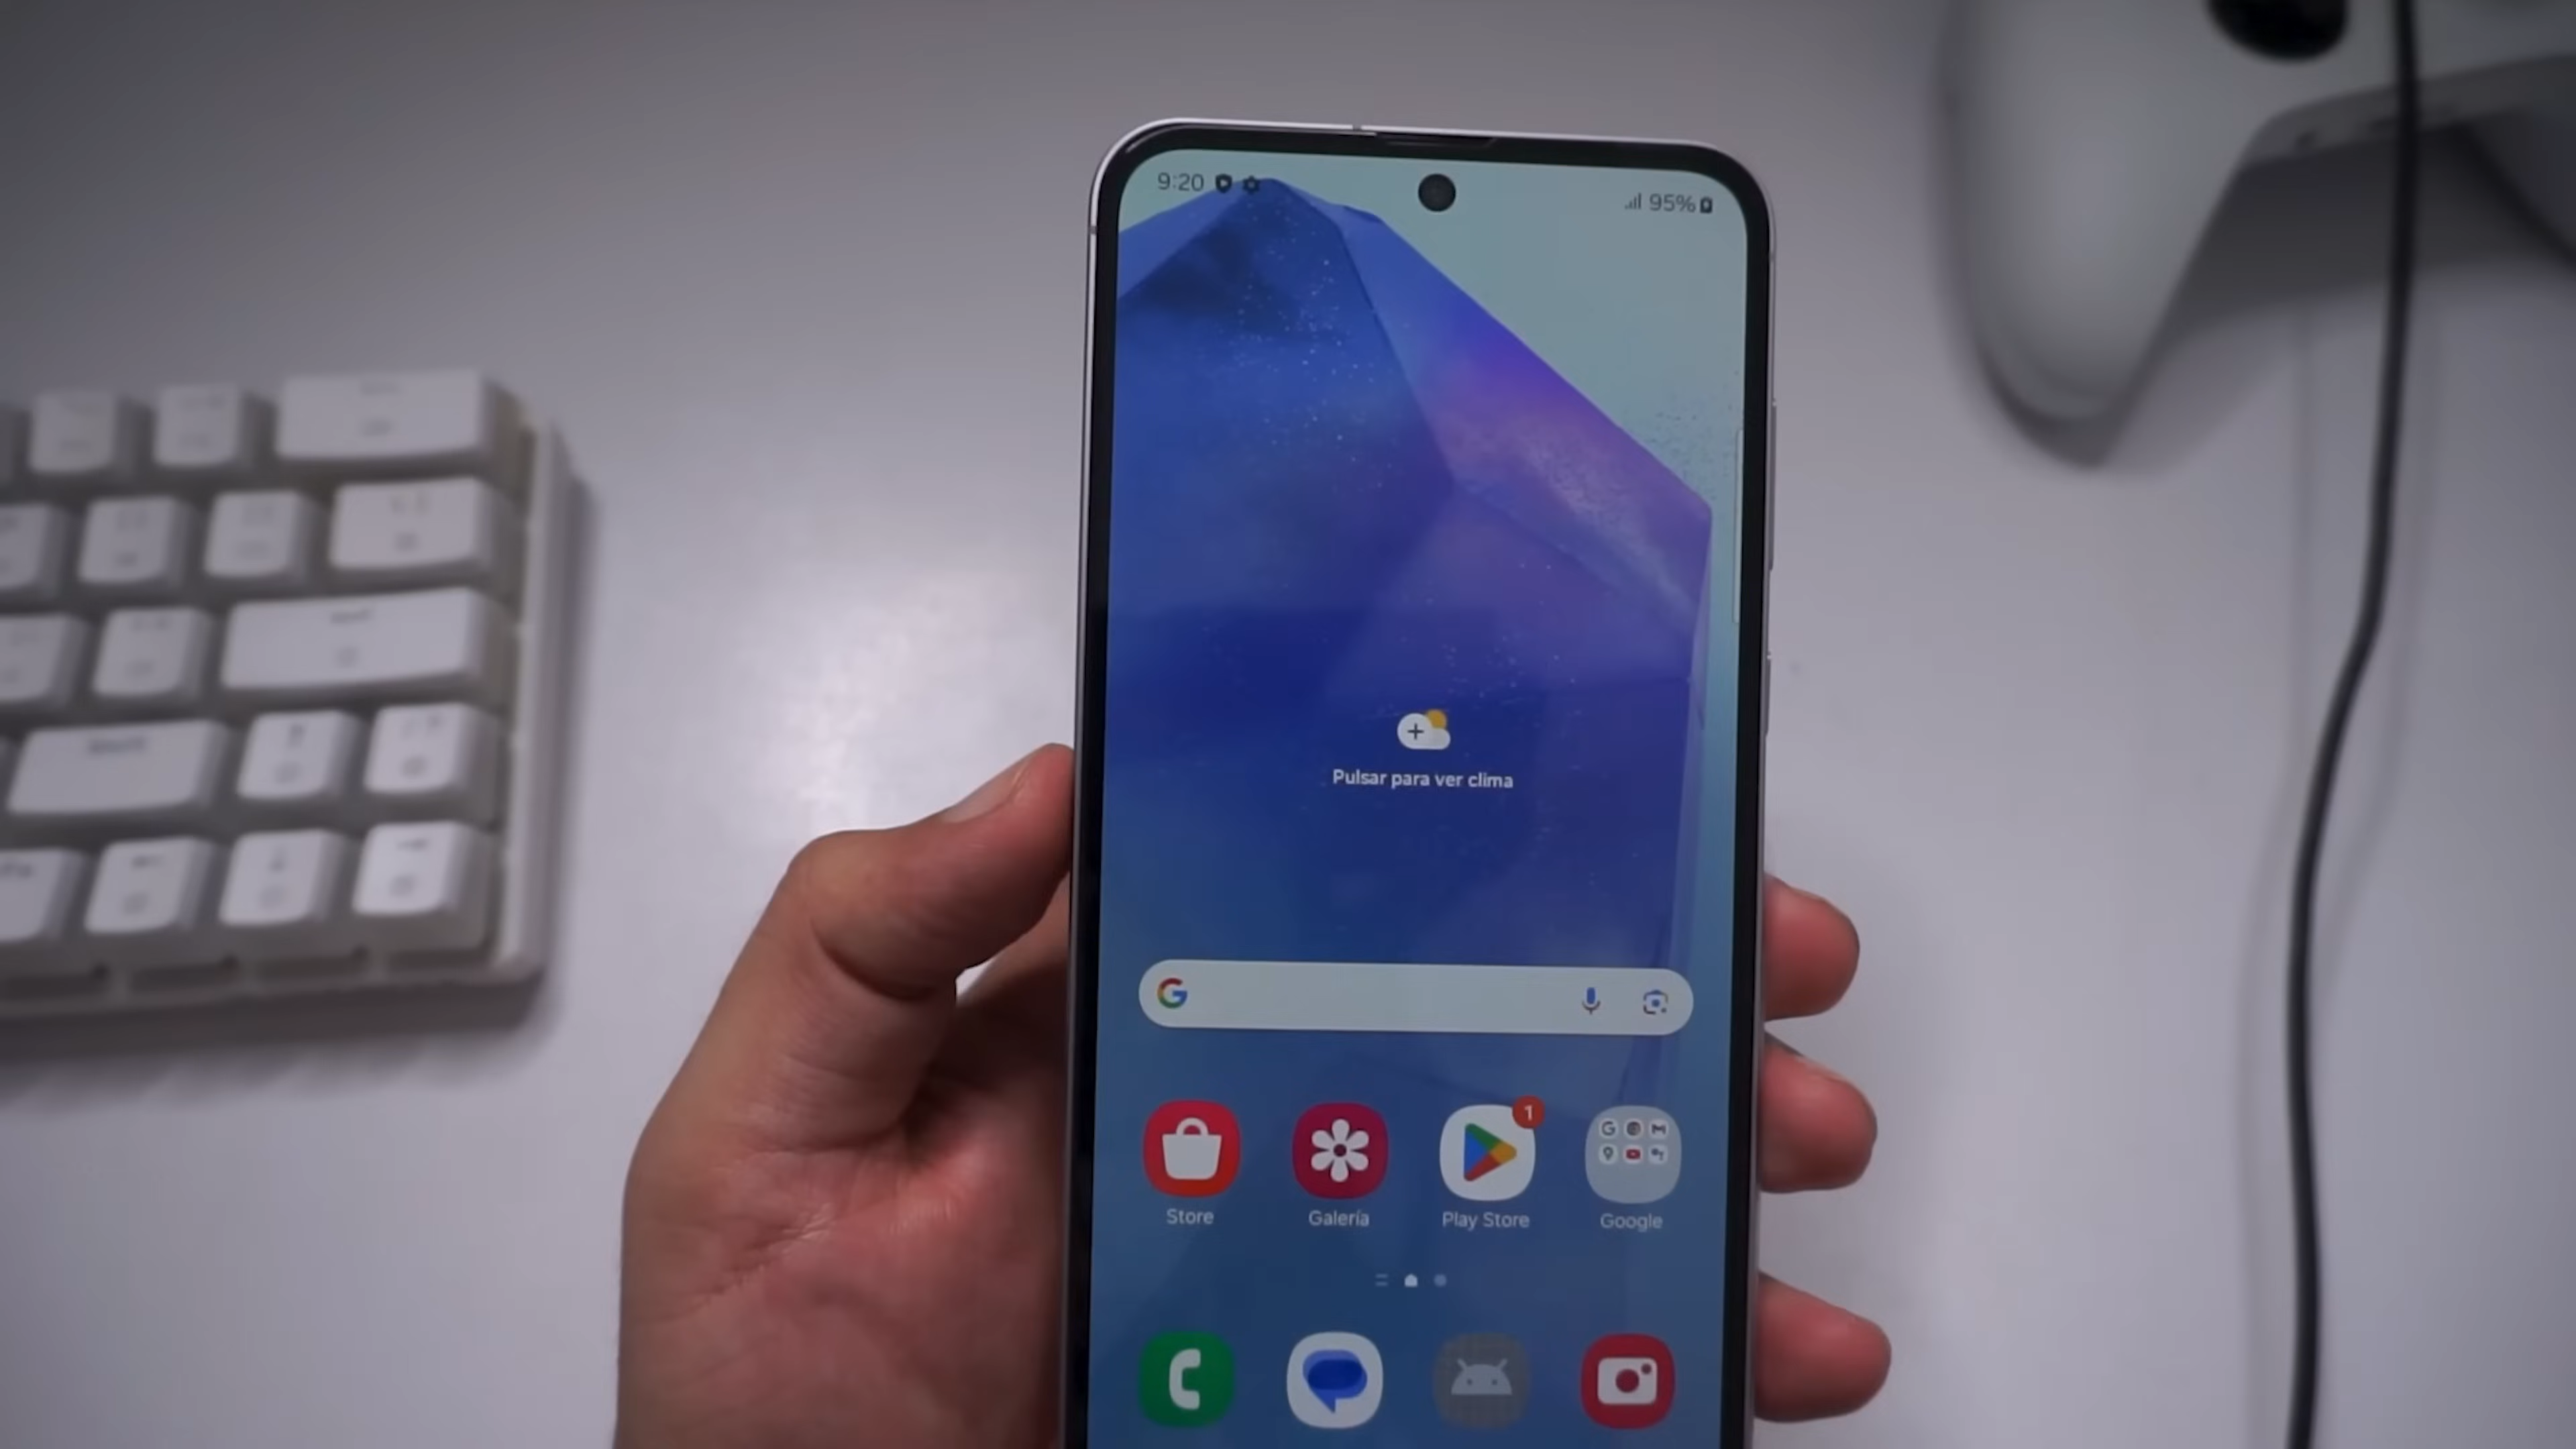 9:20
95%
Pulsar para ver clima
1
Store
Galería
Play Store
Google